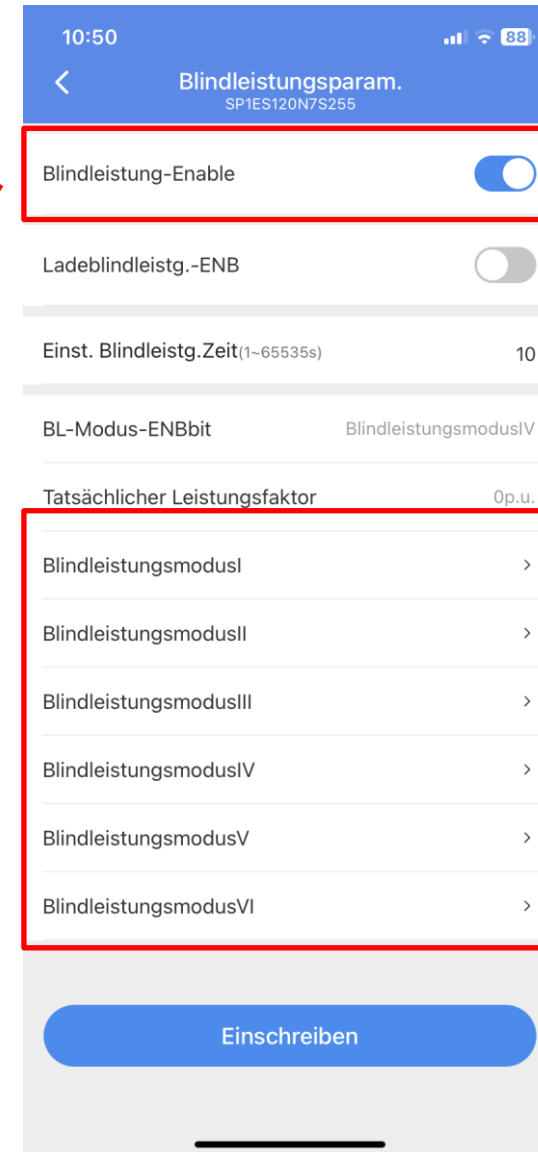 10:50 88
Blindleistungsparam.
SP1ES120N7S255
Blindleistung-Enable
Ladeblindleistg.-ENB
Einst. Blindleistg.Zeit(1~65535s) 10
BL-Modus-ENBbit BlindleistungsmodusIV
Tatsächlicher Leistungsfaktor 0p.u.
BlindleistungsmodusI
BlindleistungsmodusII
BlindleistungsmodusIII
BlindleistungsmodusIV
BlindleistungsmodusV
BlindleistungsmodusVI
Einschreiben